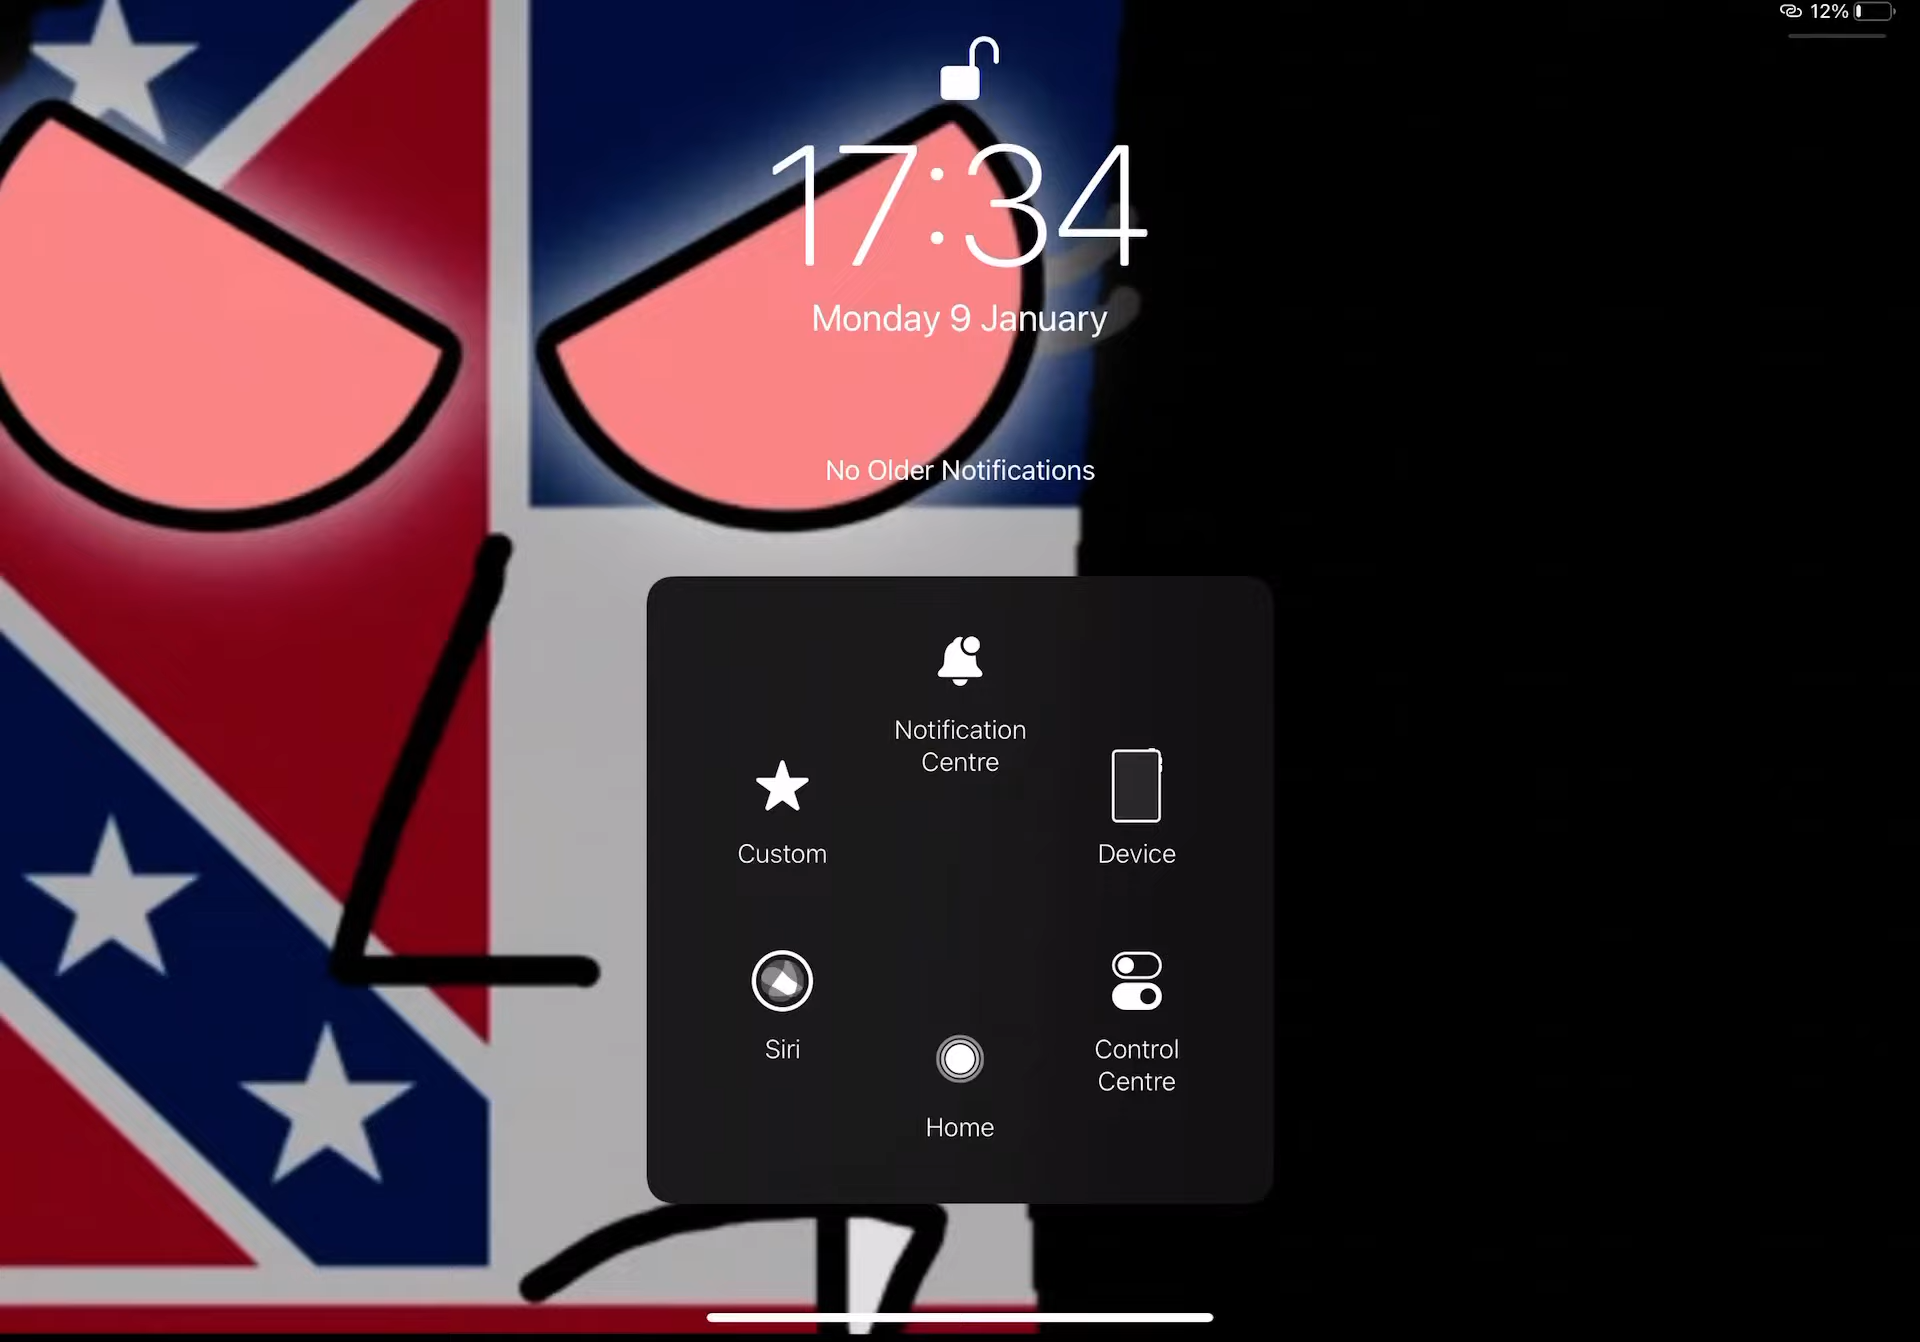 12%
17:34
Monday 9 January
No Older Notifications
Notification
Centre
Custom
Device
Siri
Control
Centre
Home